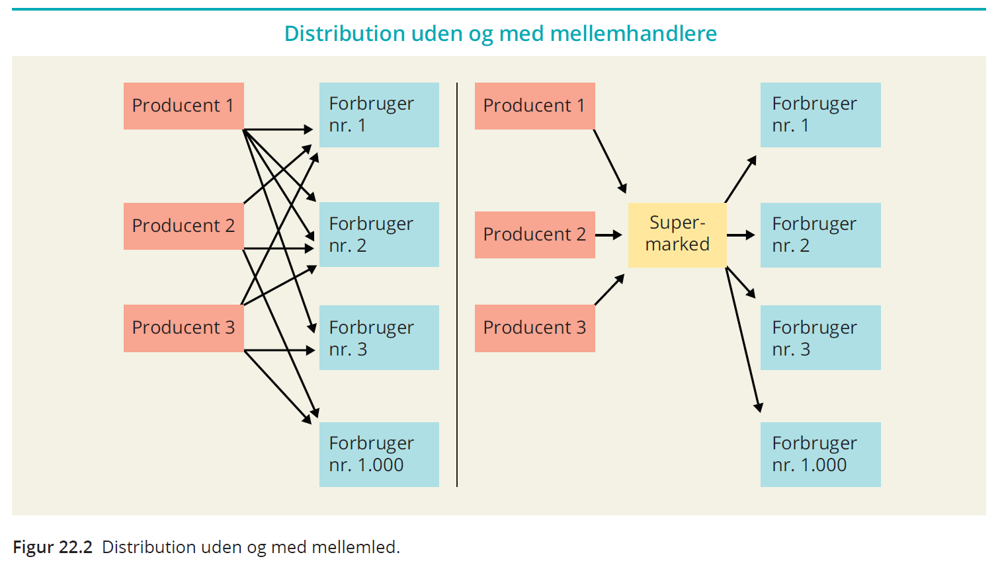 Distribution uden og med mellemhandlere
Producent 1
Producent 2
Producent 3
Forbruger
nr. 1
Forbruger
nr. 2
Forbruger
nr. 3
Forbruger
nr. 1.000
Producent 1
Producent 2
Producent 3
Super-
marked
Forbruger
nr. 1
Forbruger
nr. 2
Forbruger
nr. 3
Forbruger
nr. 1.000
Figur 22.2 Distribution uden og med mellemled.